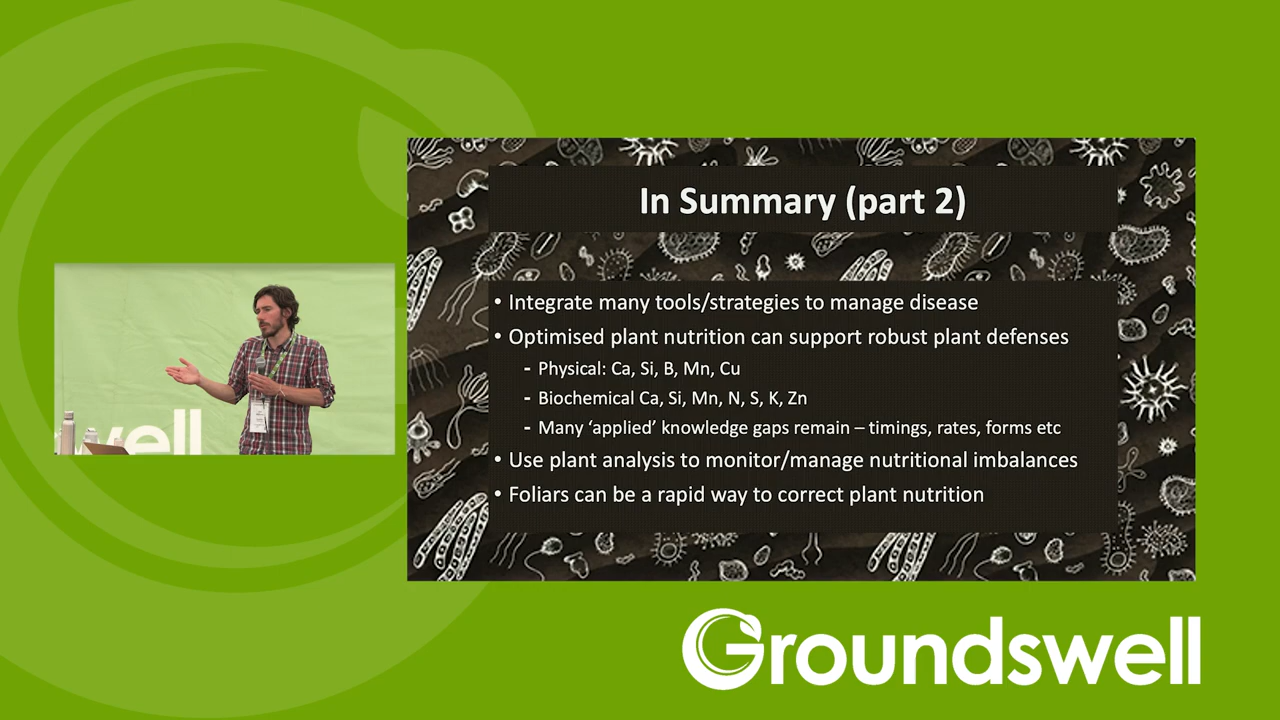 In Summary (part 2)
• Integrate many tools/strategies to manage disease
• Optimised plant nutrition can support robust plant defenses
- Physical: Ca, Si, B, Mn, Cu
- Biochemical Ca, Si, Mn, N, S, K, Zn
- Many ‘applied’ knowledge gaps remain – timings, rates, forms etc
• Use plant analysis to monitor/manage nutritional imbalances
• Foliars can be a rapid way to correct plant nutrition
well
Groundswell